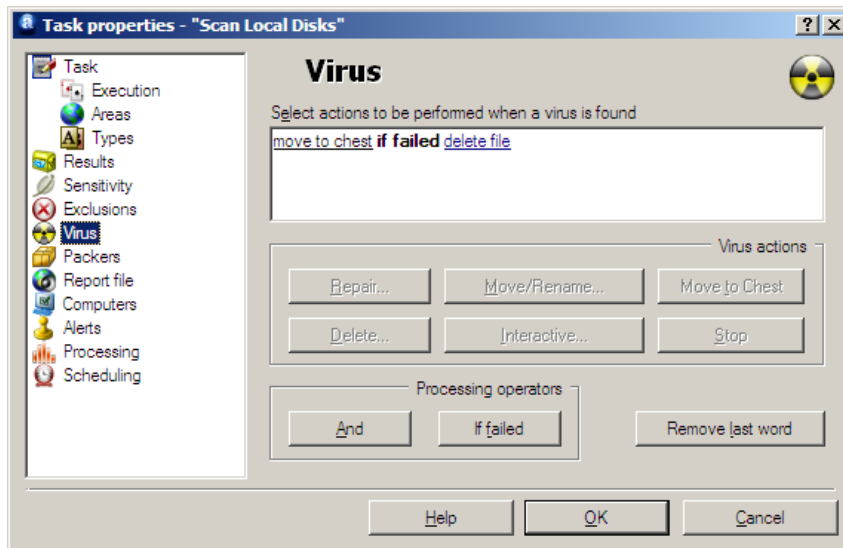 Task properties - "Scan Local Disks"
Task
Execution
Areas
Types
Results
Sensitivity
Exclusions
Virus
Packers
Report file
Computers
Alerts
Processing
Scheduling
Virus
Select actions to be performed when a virus is found
move to chest if failed delete file
Virus actions
Repair... Move/Rename... Move to Chest
Delete... Interactive... Stop
Processing operators
And If failed Remove last word
Help OK Cancel